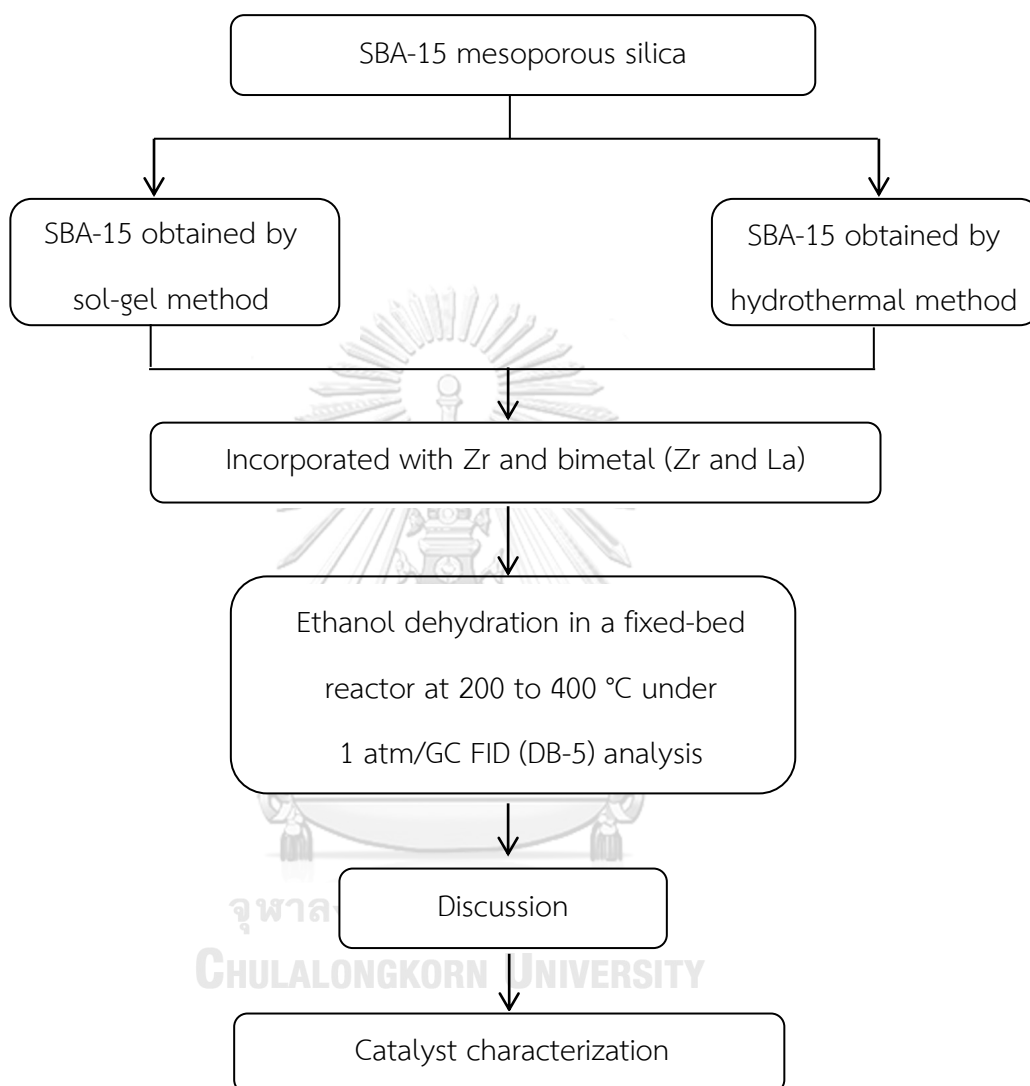 SBA-15 mesoporous silica
SBA-15 obtained by
sol-gel method
SBA-15 obtained by
hydrothermal method
Incorporated with Zr and bimetal (Zr and La)
Ethanol dehydration in a fixed-bed
reactor at 200 to 400 °C under
1 atm/GC FID (DB-5) analysis
Discussion
CHULALONGKORN UNIVERSITY
Catalyst characterization